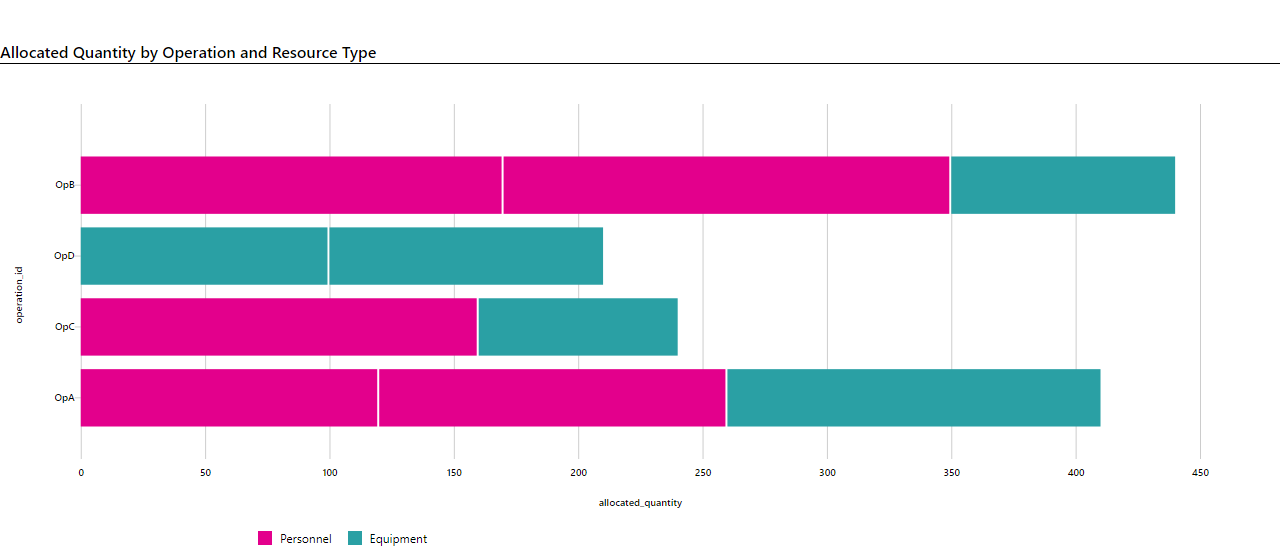 Allocated Quantity by Operation and Resource Type
OpB
OpD
OpC
OpA
operation_id
0 50 100 150 200 250 300 350 400 450
allocated_quantity
Personnel Equipment